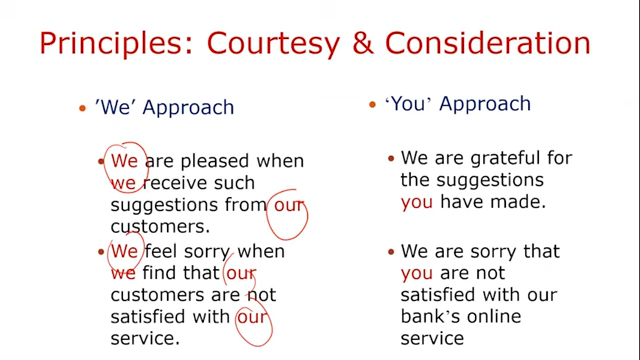 Principles: Courtesy & Consideration
'We' Approach
• We are pleased when
we receive such
suggestions from our
customers.
• We feel sorry when
we find that our
customers are not
satisfied with our
service.
'You' Approach
We are grateful for
the suggestions
you have made.
We are sorry that
you are not
satisfied with our
bank's online
service